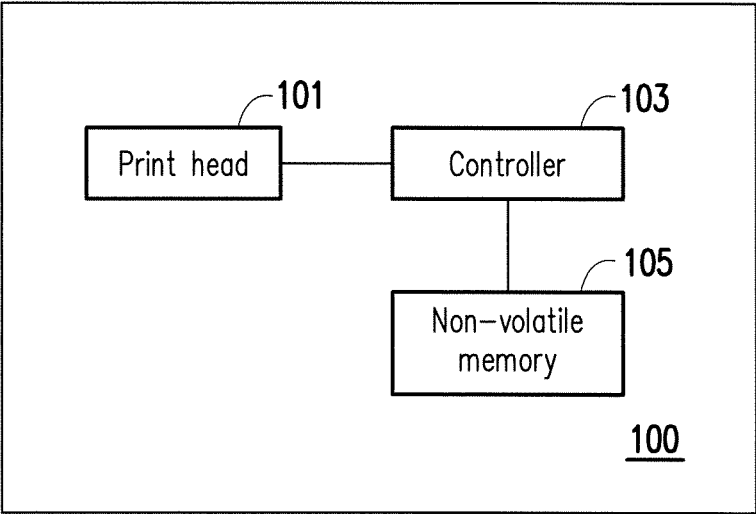 101
103
Print head
Controller
105
Non-volatile
memory
100